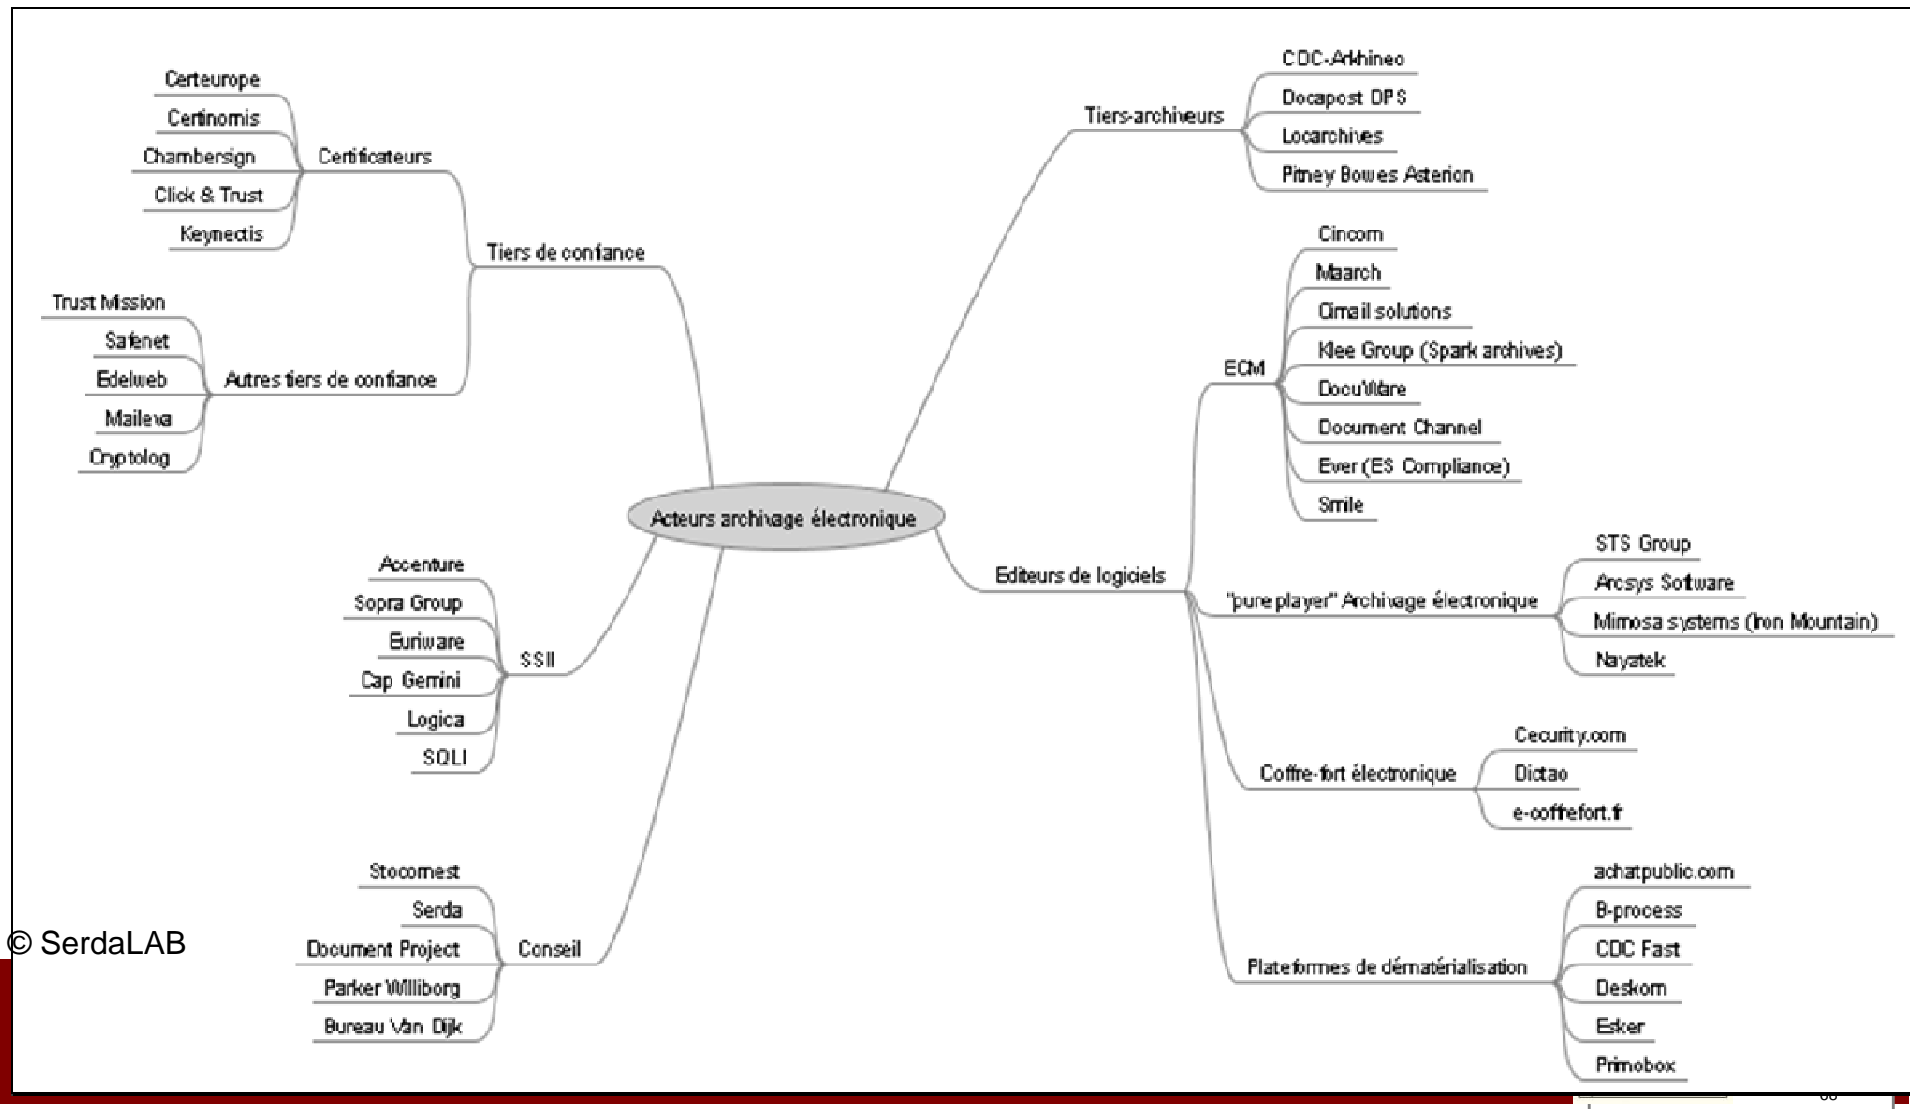 Acteurs archivage électronique
Tiers de confiance
Certificateurs
Certeurope
Certinomis
Chambersign
Click & Trust
Keynectis
Autres tiers de confiance
Trust Mission
Safenet
Edelweb
Maileva
Cryptolog
SSII
Accenture
Sopra Group
Euriware
Cap Gemini
Logica
SQLI
Conseil
Stocomest
Serda
Document Project
Parker Williborg
Bureau Van Dijk
Tiers-archiveurs
CDC-Arkhineo
Docapost DPS
Locarchives
Pitney Bowes Asterion
Editeurs de logiciels
ECM
Cincom
Maarch
Cimail solutions
Klee Group (Spark archives)
DocuWare
Document Channel
Ever (ES Compliance)
Smile
"pure player" Archivage électronique
STS Group
Arcsys Software
Mimosa systems (Iron Mountain)
Nayatek
Coffre-fort électronique
Cecurity.com
Dictao
e-coffrefort.fr
Plateformes de dématérialisation
achatpublic.com
B-process
CDC Fast
Deskom
Esker
Primobox
© SerdaLAB